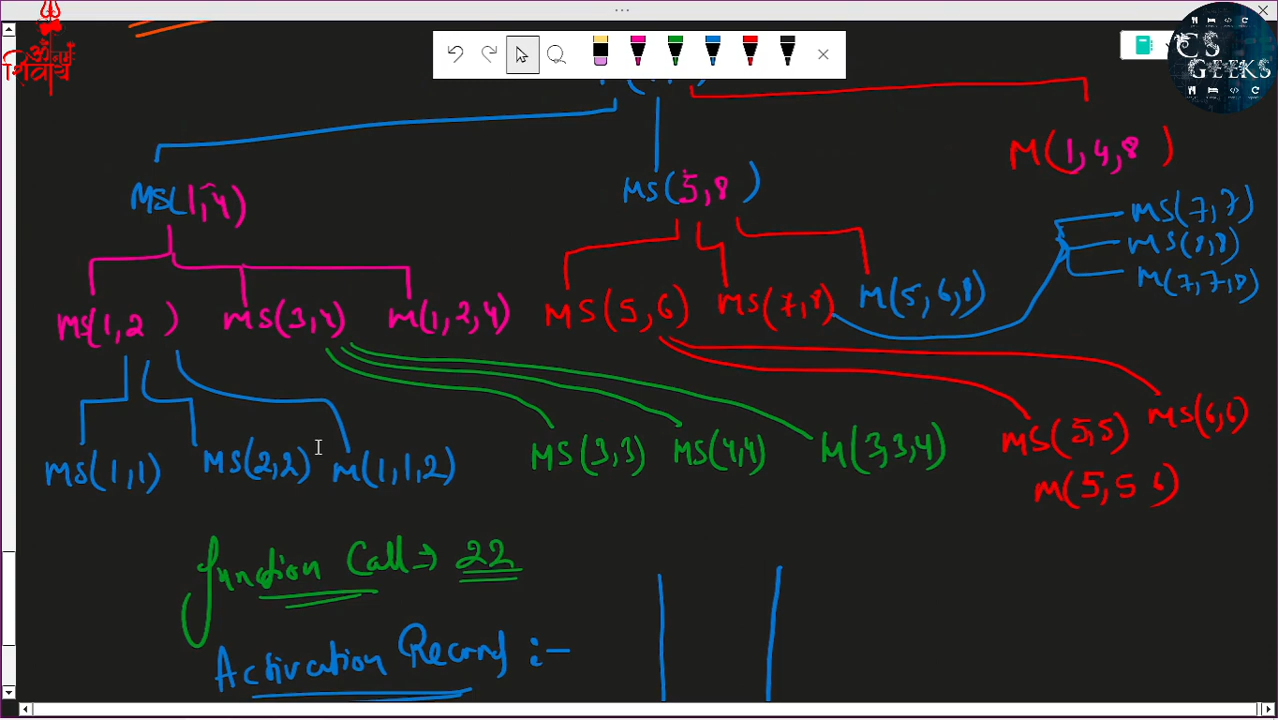 ॐ नमः
शिवाय
CS
GEEKS
M(1,4,8)
MS(1,4)
MS(5,8)
MS(7,7)
MS(8,8)
M(7,7,8)
MS(1,2)
MS(3,4)
M(1,2,4)
MS(5,6)
MS(7,8)
M(5,6,8)
MS(1,1)
MS(2,2)
M(1,1,2)
MS(3,3)
MS(4,4)
M(3,3,4)
MS(5,5)
MS(6,6)
M(5,5 6)
function Call → 22
Activation Record :-